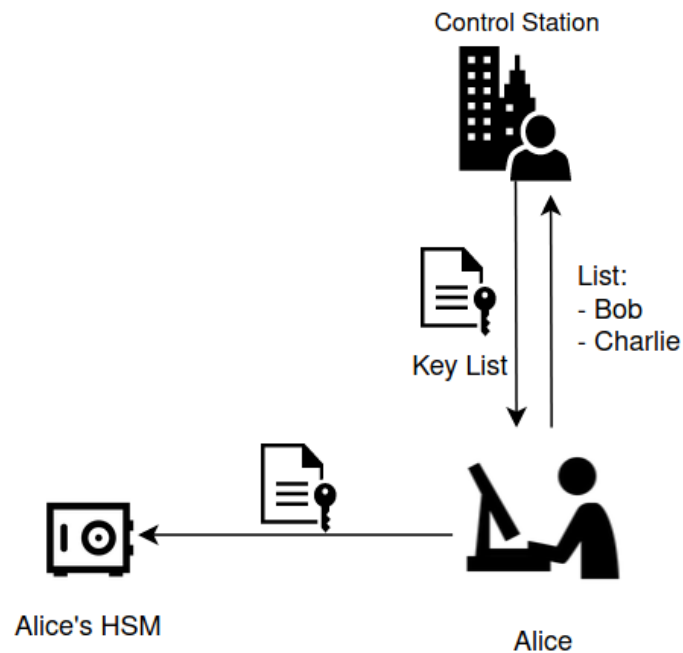 Control Station
List:
- Bob
- Charlie
Key List
Alice's HSM
Alice